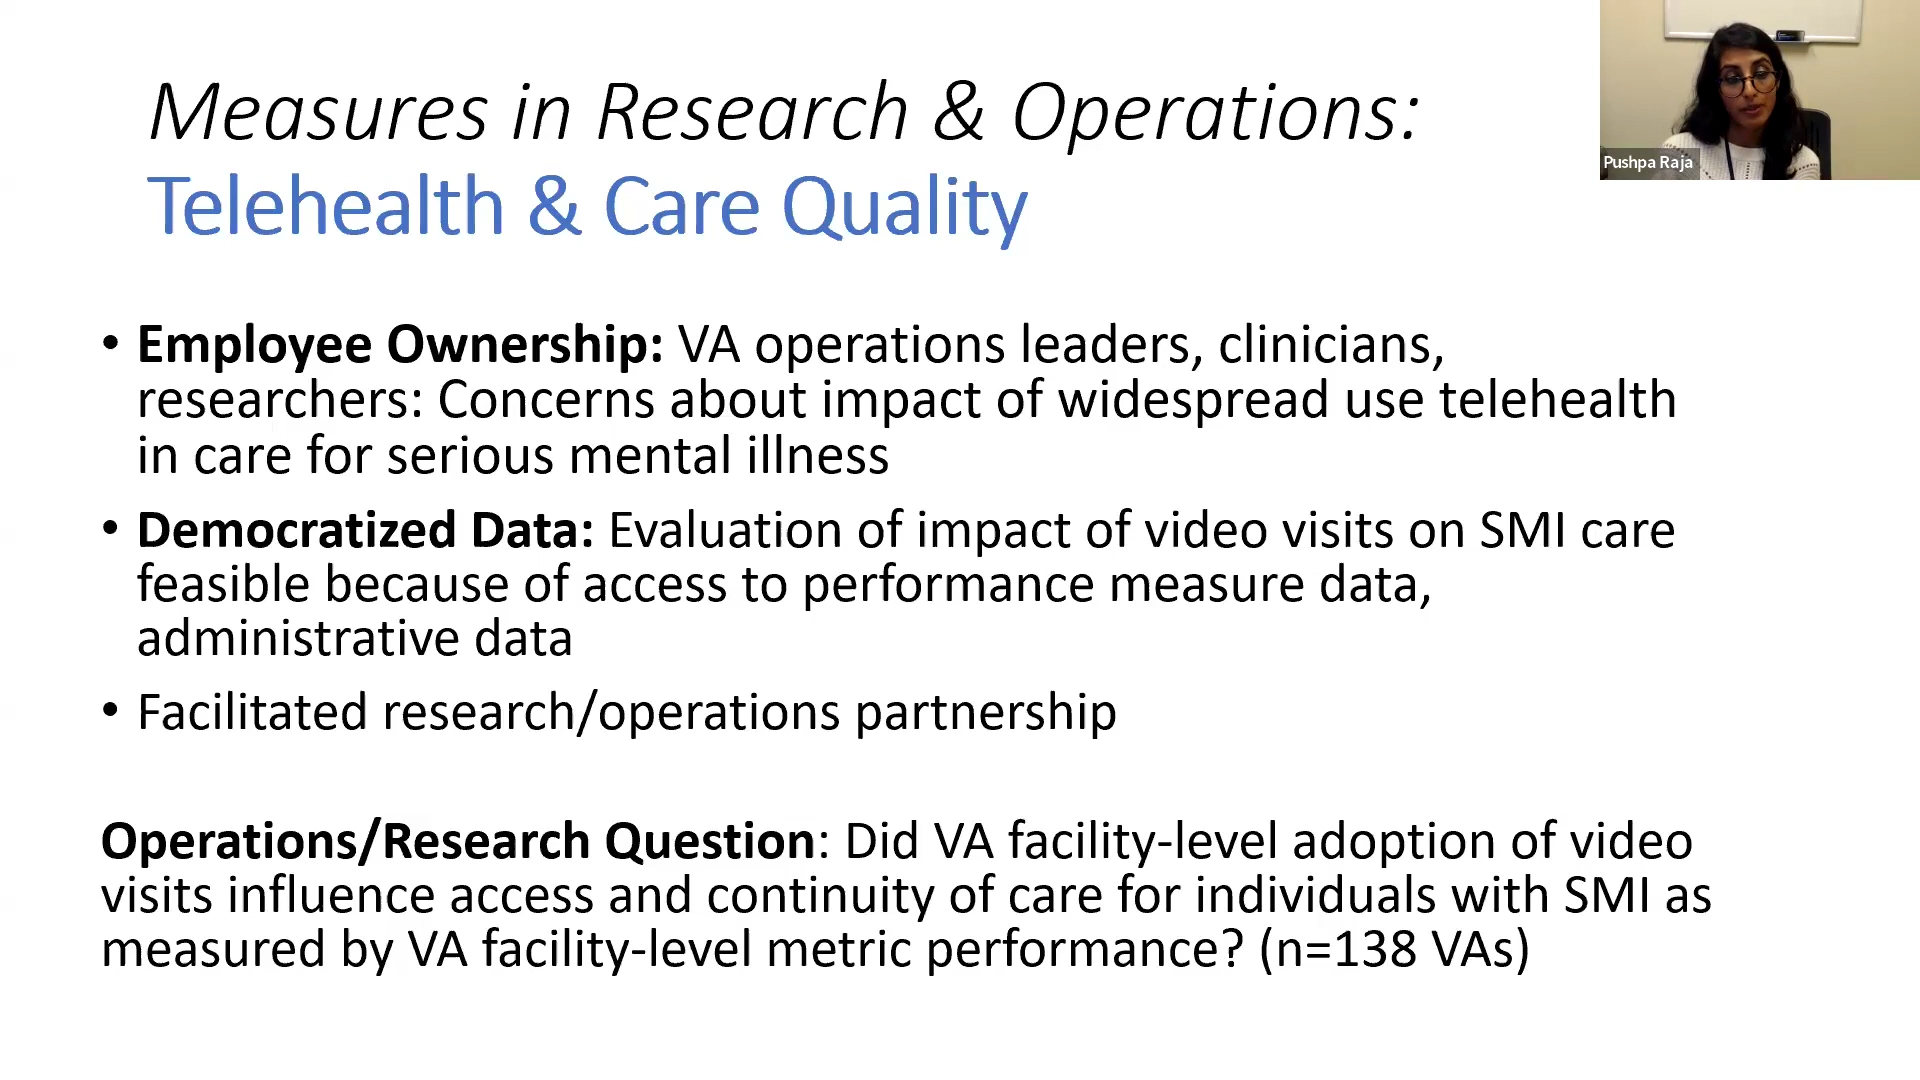 Measures in Research & Operations:
Telehealth & Care Quality
Pushpa Raja
• Employee Ownership: VA operations leaders, clinicians,
researchers: Concerns about impact of widespread use telehealth
in care for serious mental illness
• Democratized Data: Evaluation of impact of video visits on SMI care
feasible because of access to performance measure data,
administrative data
• Facilitated research/operations partnership
Operations/Research Question: Did VA facility-level adoption of video
visits influence access and continuity of care for individuals with SMI as
measured by VA facility-level metric performance? (n=138 VAs)